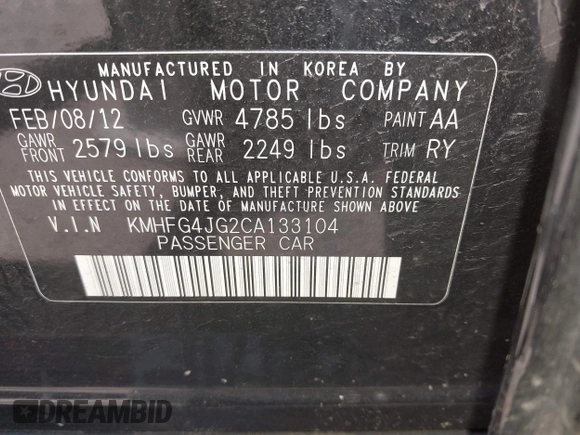 MANUFACTURED IN KOREA BY
HYUNDAI MOTOR COMPANY
FEB/08/12 GVWR 4785 lbs PAINT AA
GAWR FRONT 2579 lbs GAWR REAR 2249 lbs TRIM RY
THIS VEHICLE CONFORMS TO ALL APPLICABLE U.S.A. FEDERAL
MOTOR VEHICLE SAFETY, BUMPER, AND THEFT PREVENTION STANDARDS
IN EFFECT ON THE DATE OF MANUFACTURE SHOWN ABOVE
V.I.N KMHFG4JG2CA133104
PASSENGER CAR
DREAMBID